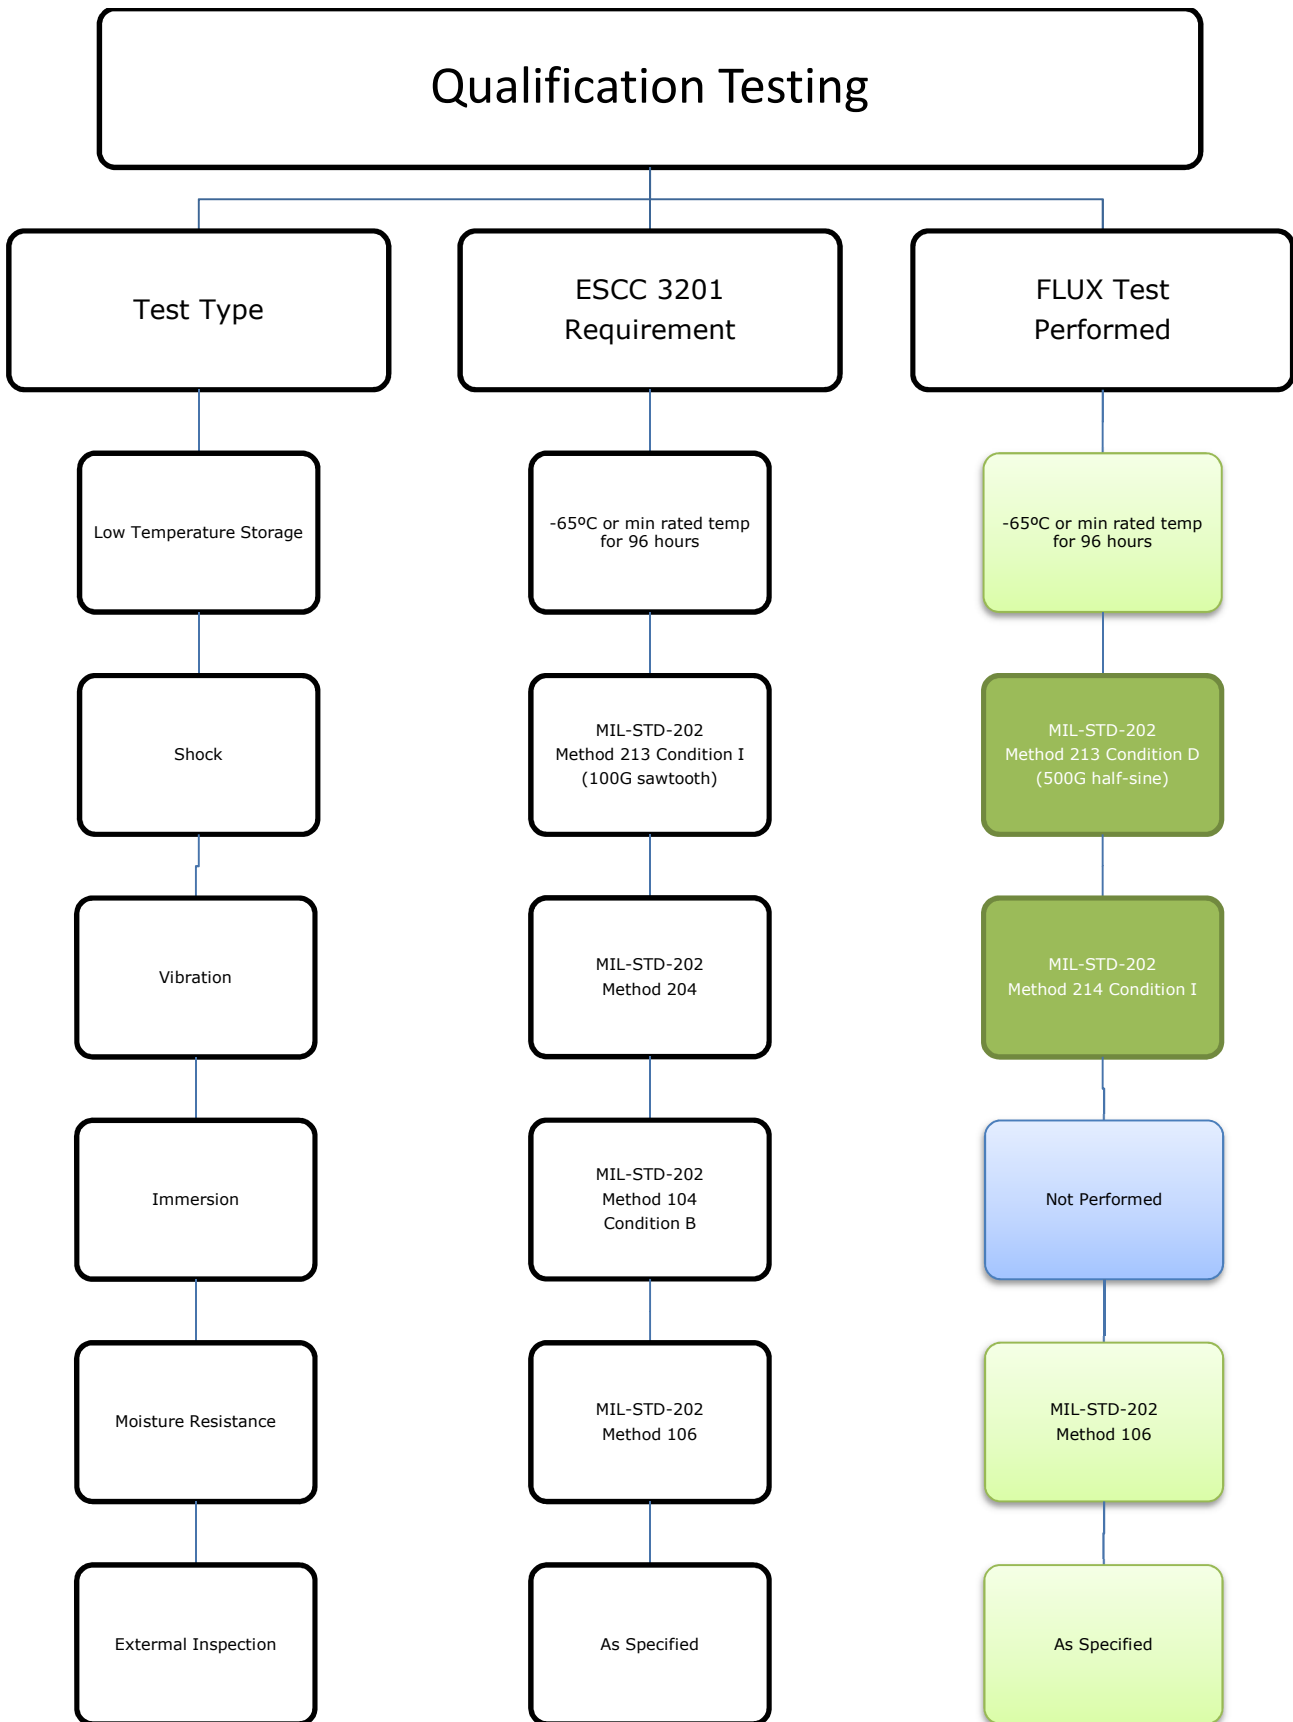 Qualification Testing
Test Type
ESCC 3201
Requirement
FLUX Test
Performed
Low Temperature Storage
-65ºC or min rated temp
for 96 hours
-65ºC or min rated temp
for 96 hours
Shock
MIL-STD-202
Method 213 Condition I
(100G sawtooth)
MIL-STD-202
Method 213 Condition D
(500G half-sine)
Vibration
MIL-STD-202
Method 204
MIL-STD-202
Method 214 Condition I
Immersion
MIL-STD-202
Method 104
Condition B
Not Performed
Moisture Resistance
MIL-STD-202
Method 106
MIL-STD-202
Method 106
Extermal Inspection
As Specified
As Specified